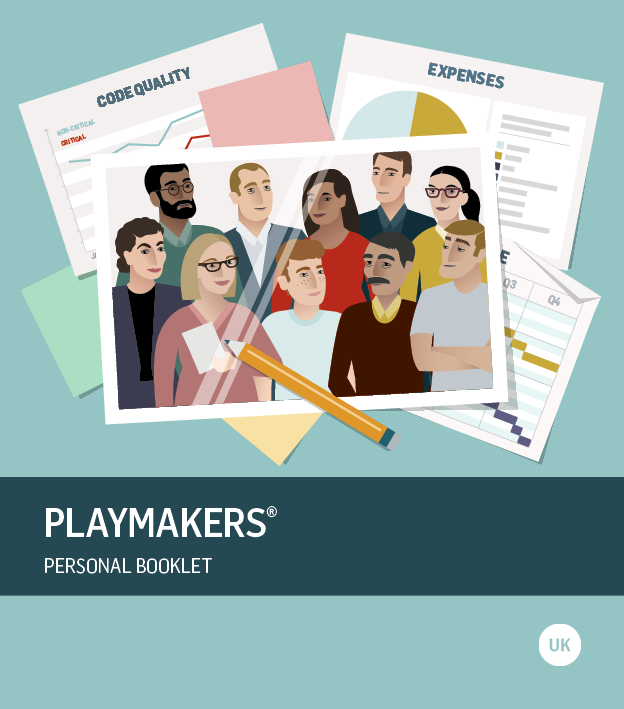 CODE QUALITY
NON-CRITICAL
CRITICAL
EXPENSES
Q3
Q4
PLAYMAKERS®
PERSONAL BOOKLET
UK